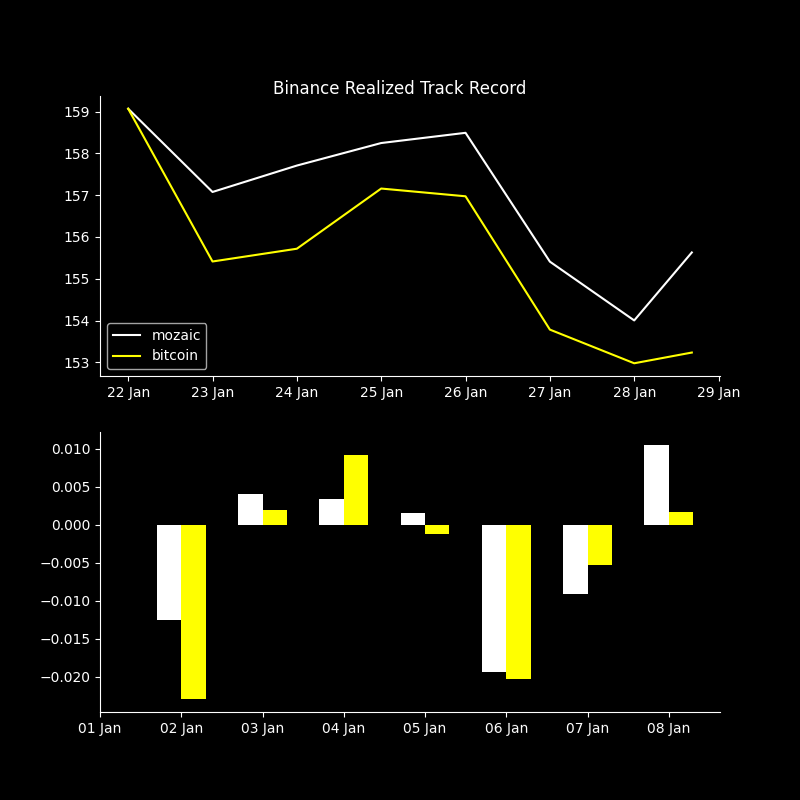 Binance Realized Track Record
159
158
157
156
155
154
153
mozaic
bitcoin
22 Jan 23 Jan 24 Jan 25 Jan 26 Jan 27 Jan 28 Jan 29 Jan
0.010
0.005
0.000
−0.005
−0.010
−0.015
−0.020
01 Jan 02 Jan 03 Jan 04 Jan 05 Jan 06 Jan 07 Jan 08 Jan